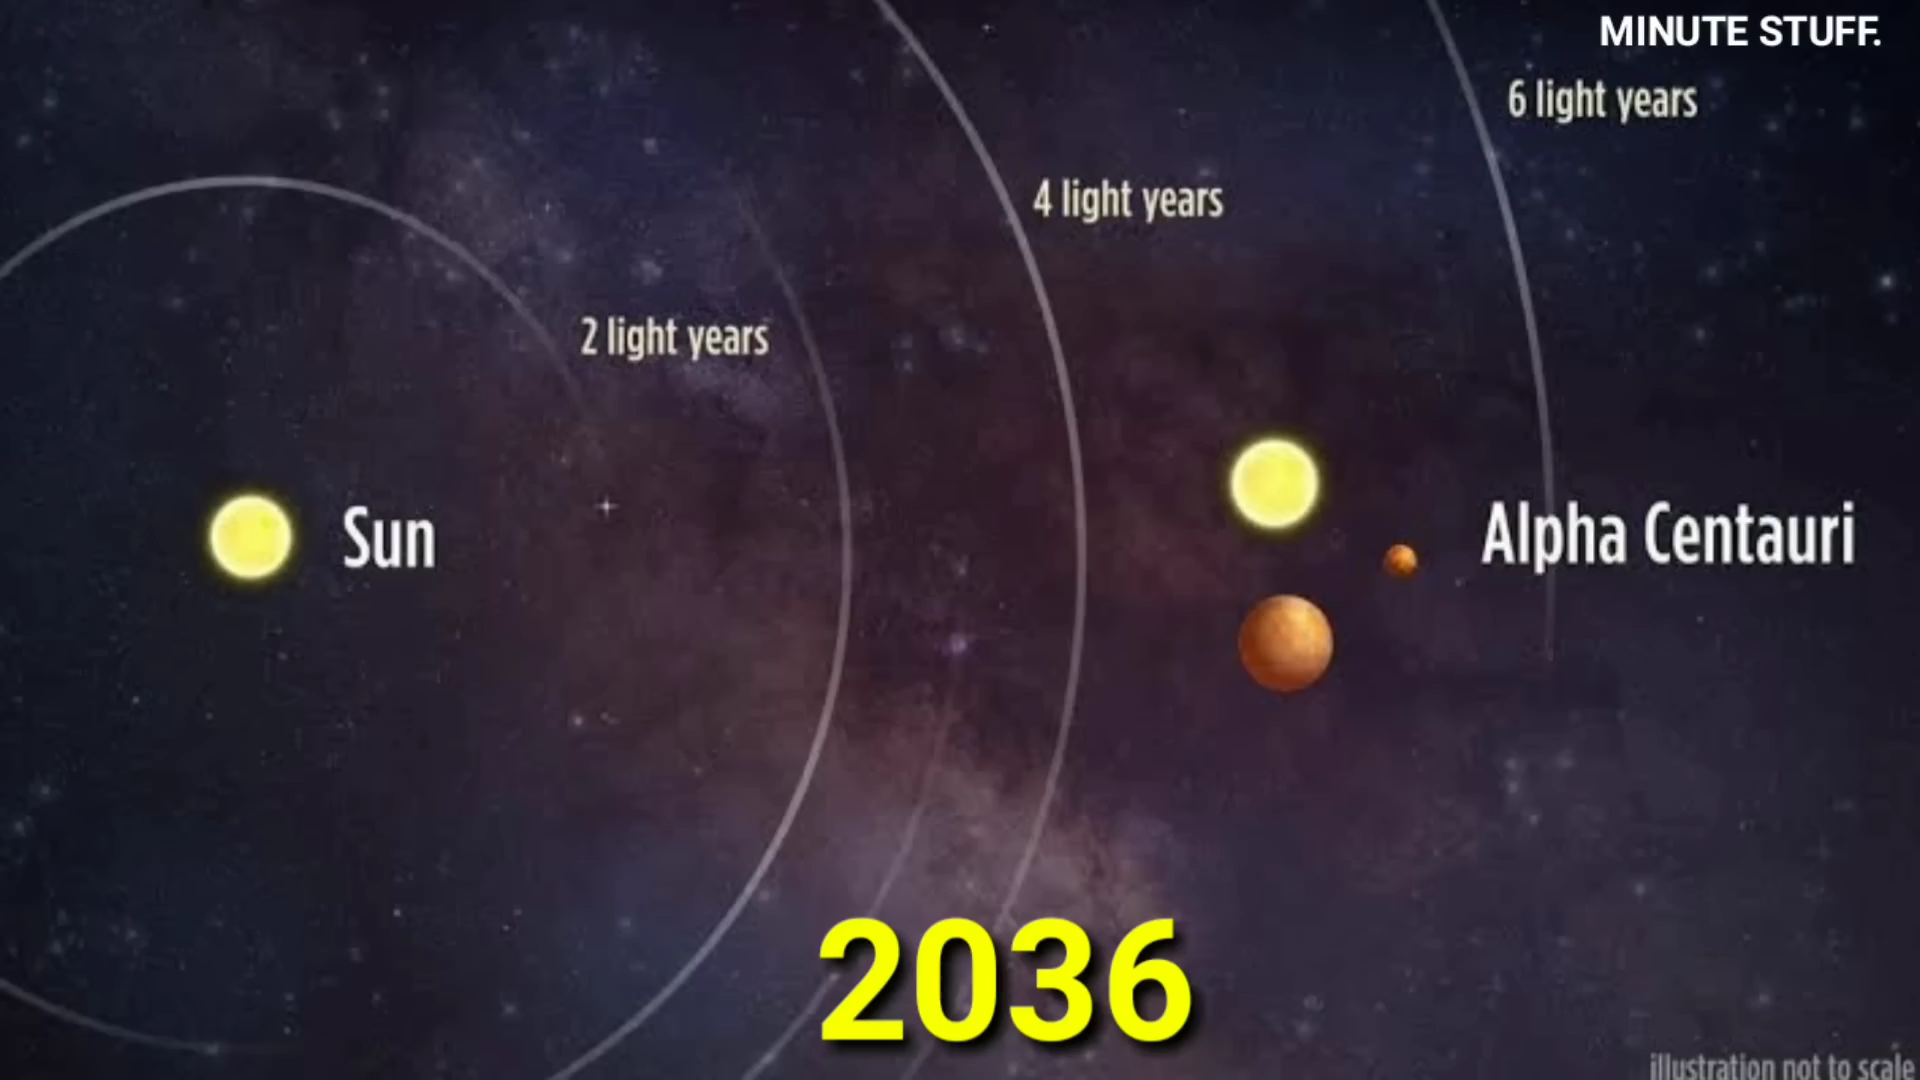 MINUTE STUFF.
6 light years
4 light years
2 light years
Sun
Alpha Centauri
2036
illustration not to scale